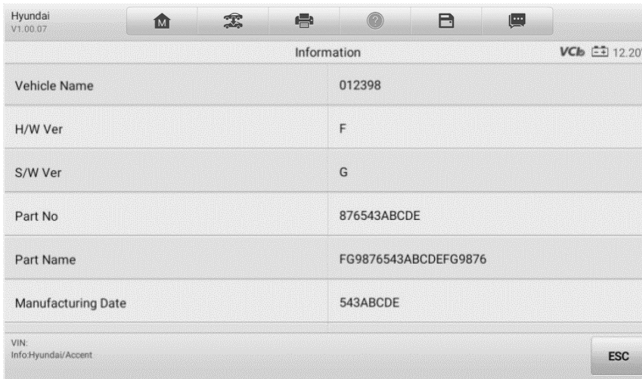 Hyundai
V1.00.07
M
?
Information
VCI 12.20
Vehicle Name 012398
H/W Ver F
S/W Ver G
Part No 876543ABCDE
Part Name FG9876543ABCDEFG9876
Manufacturing Date 543ABCDE
VIN:
Info:Hyundai/Accent
ESC